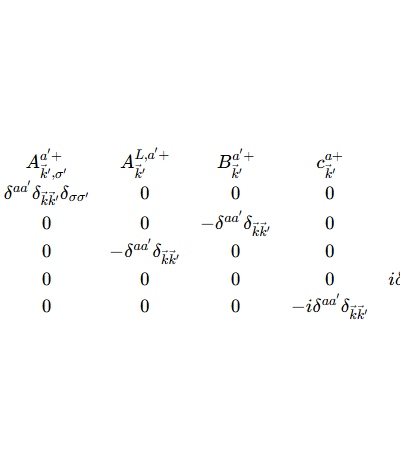 $A^{a'+}_{\vec{k}',\sigma'}$ $A^{L,a'+}_{\vec{k}'}$ $B^{a'+}_{\vec{k}'}$ $c^{a+}_{\vec{k}'}$
$\delta^{aa'}\delta_{\vec{k}\vec{k}'}\delta_{\sigma\sigma'}$ 0 0 0
0 0 $-\delta^{aa'}\delta_{\vec{k}\vec{k}'}$ 0
0 $-\delta^{aa'}\delta_{\vec{k}\vec{k}'}$ 0 0
0 0 0 0 $i\delta$
0 0 0 $-i\delta^{aa'}\delta_{\vec{k}\vec{k}'}$